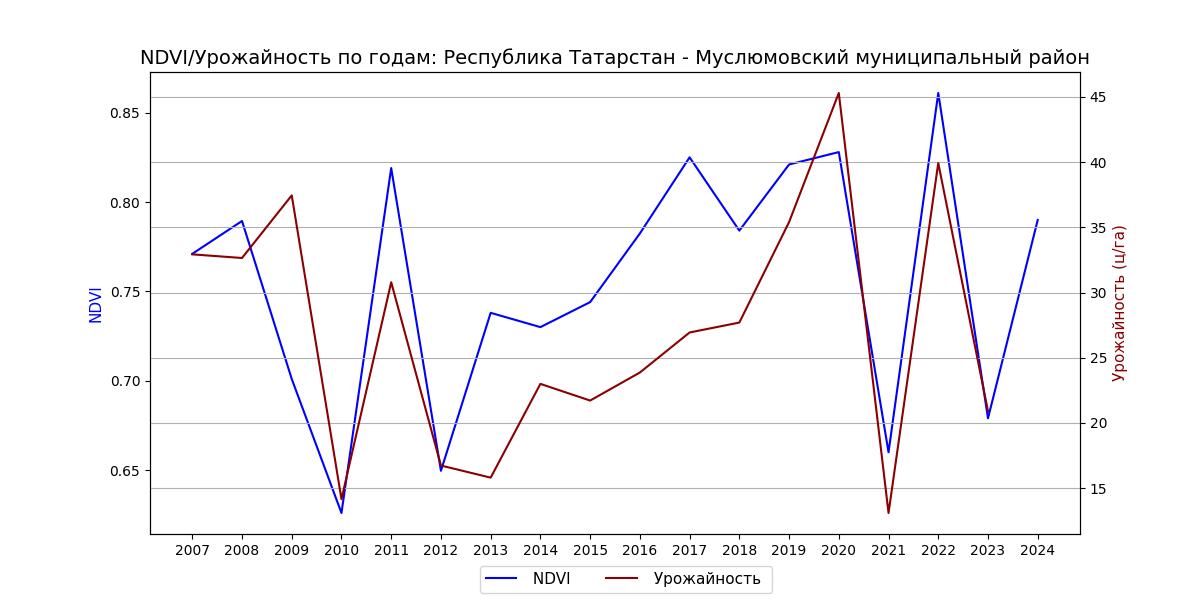 NDVI/Урожайность по годам: Республика Татарстан - Муслюмовский муниципальный район
0.85
0.80
0.75
0.70
0.65
NDVI
45
40
35
30
25
20
15
Урожайность (ц/га)
2007 2008 2009 2010 2011 2012 2013 2014 2015 2016 2017 2018 2019 2020 2021 2022 2023 2024
NDVI Урожайность